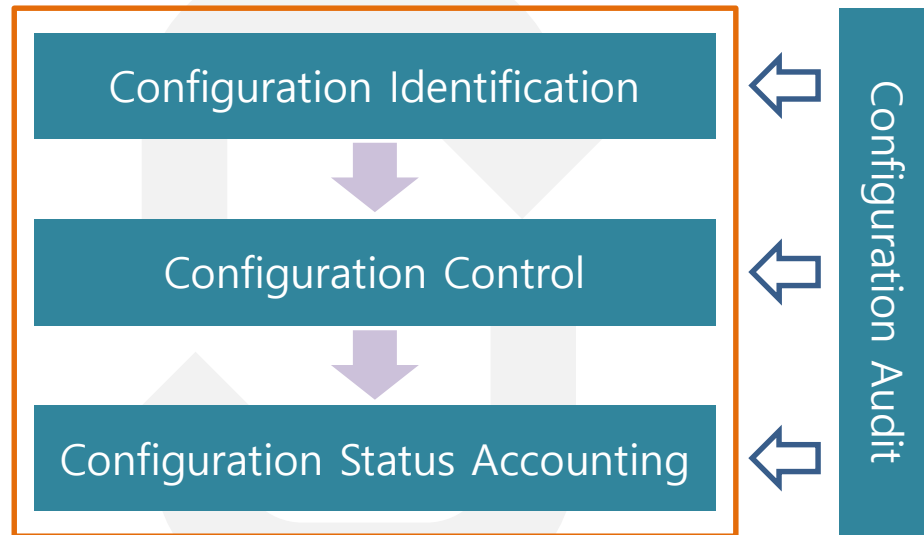 Configuration Identification
Configuration Control
Configuration Status Accounting
Configuration Audit